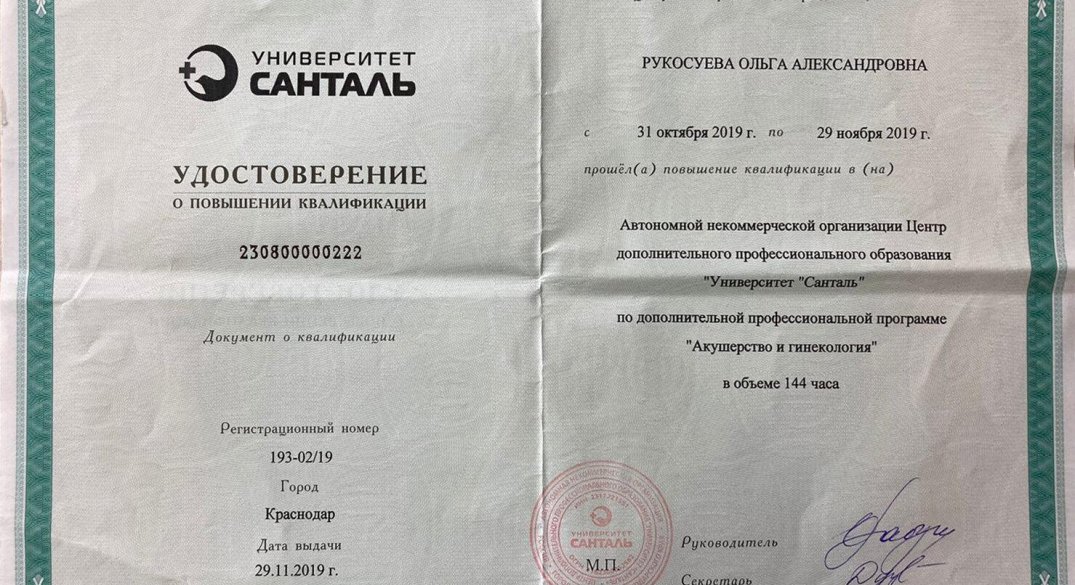 УНИВЕРСИТЕТ
САНТАЛЬ
УДОСТОВЕРЕНИЕ
О ПОВЫШЕНИИ КВАЛИФИКАЦИИ
230800000222
Документ о квалификации
Регистрационный номер
193-02/19
Город
Краснодар
Дата выдачи
29.11.2019 г.
РУКОСУЕВА ОЛЬГА АЛЕКСАНДРОВНА
с 31 октября 2019 г. по 29 ноября 2019 г.
прошёл(а) повышение квалификации в (на)
Автономной некоммерческой организации Центр
дополнительного профессионального образования
"Университет "Санталь"
по дополнительной профессиональной программе
"Акушерство и гинекология"
в объеме 144 часа
УНИВЕРСИТЕТ
САНТАЛЬ
М.П.
Руководитель
Секретарь